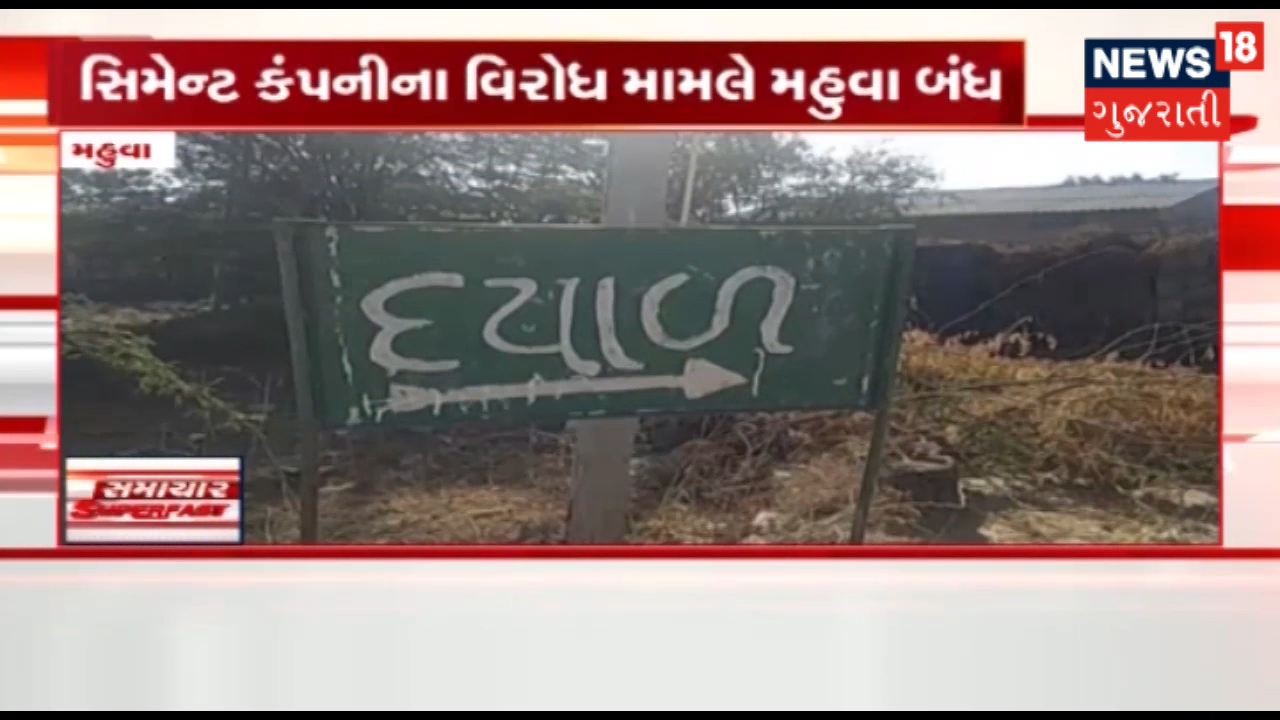 સિમેન્ટ કંપનીના વિરોધ મામલે મહુવા બંધ
NEWS 18
ગુજરાતી
મહુવા
દયાળ
સમાચાર
SUPERFAST